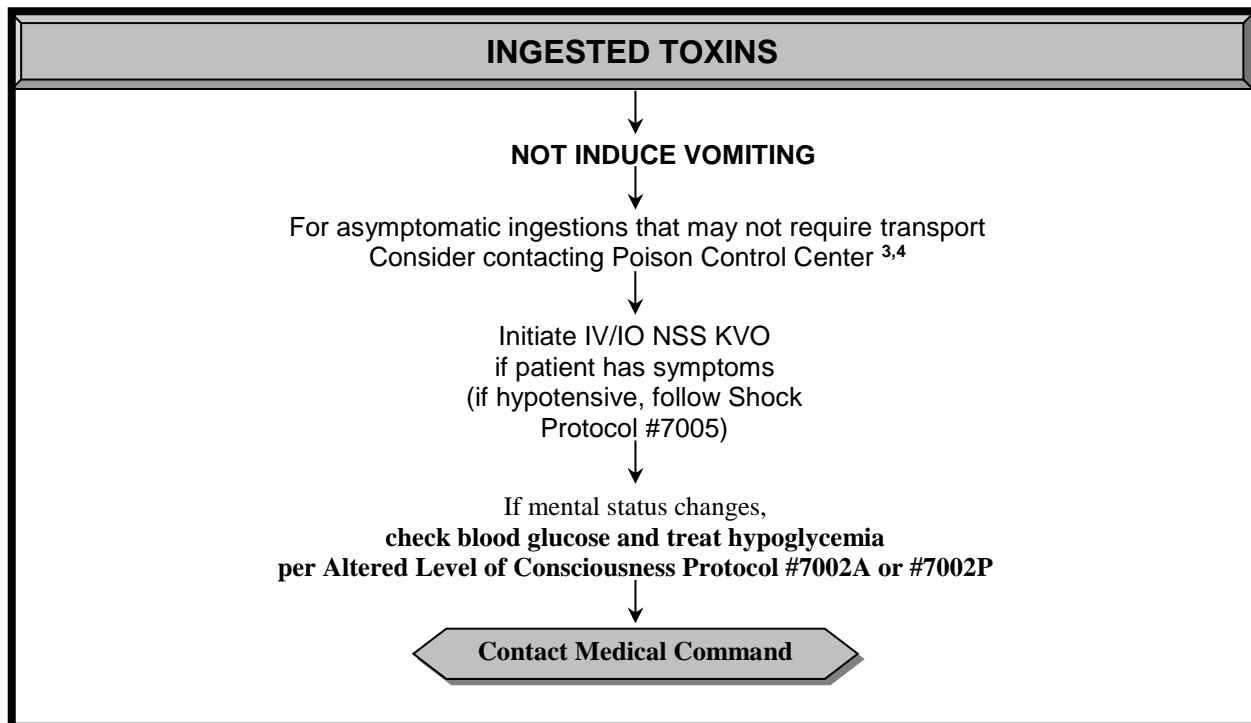 INGESTED TOXINS
NOT INDUCE VOMITING
For asymptomatic ingestions that may not require transport
Consider contacting Poison Control Center 3,4
Initiate IV/IO NSS KVO
if patient has symptoms
(if hypotensive, follow Shock
Protocol #7005)
If mental status changes,
check blood glucose and treat hypoglycemia
per Altered Level of Consciousness Protocol #7002A or #7002P
Contact Medical Command